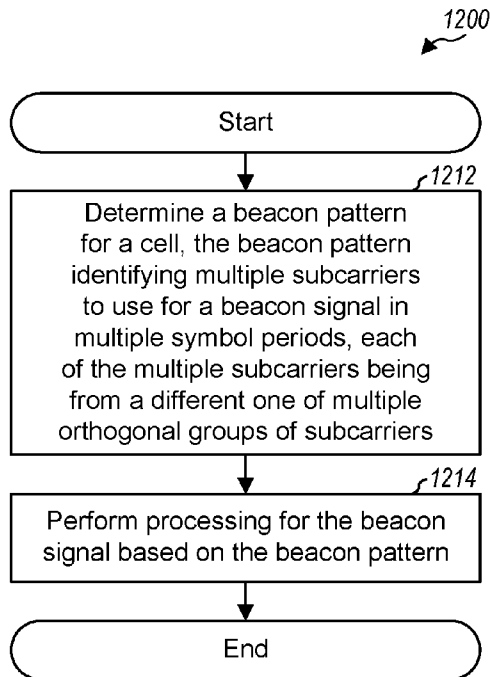 1200
Start
1212
Determine a beacon pattern
for a cell, the beacon pattern
identifying multiple subcarriers
to use for a beacon signal in
multiple symbol periods, each
of the multiple subcarriers being
from a different one of multiple
orthogonal groups of subcarriers
1214
Perform processing for the beacon
signal based on the beacon pattern
End